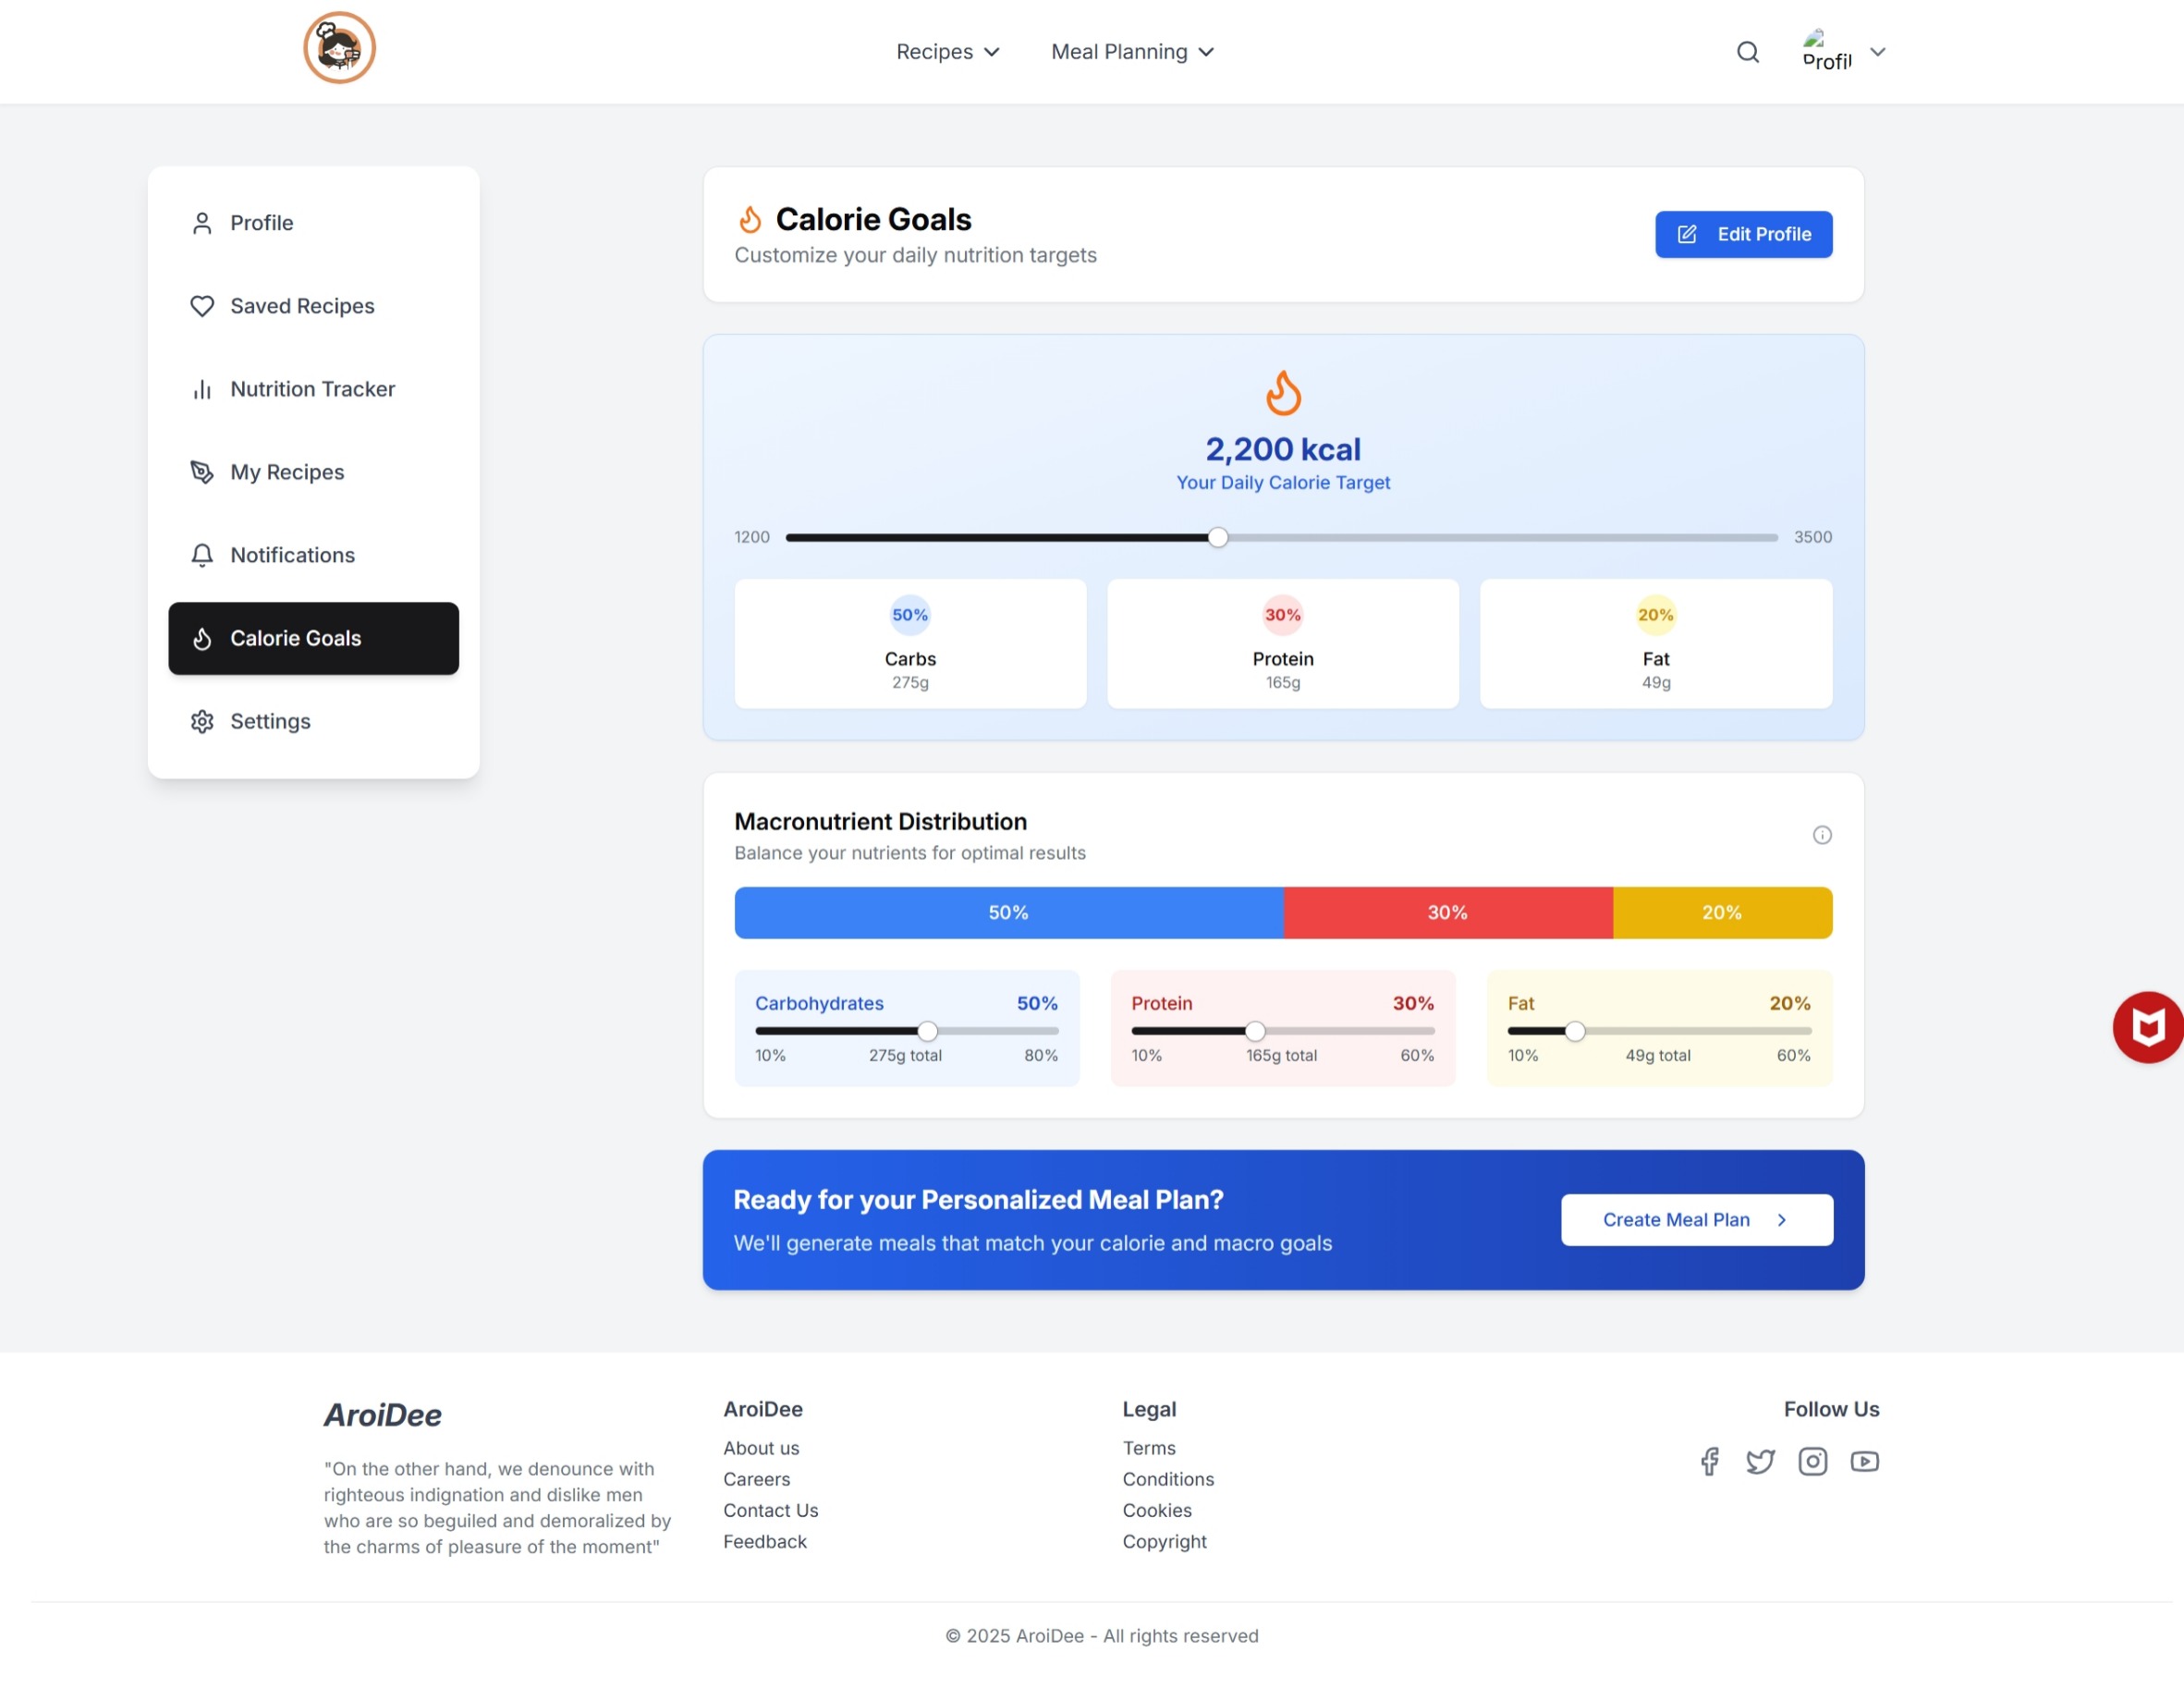 Recipes
Meal Planning
Profil
Profile
Saved Recipes
Nutrition Tracker
My Recipes
Notifications
Calorie Goals
Settings
Calorie Goals
Customize your daily nutrition targets
Edit Profile
2,200 kcal
Your Daily Calorie Target
1200
3500
50%
Carbs
275g
30%
Protein
165g
20%
Fat
49g
Macronutrient Distribution
Balance your nutrients for optimal results
50% 30% 20%
Carbohydrates 50%
10% 275g total 80%
Protein 30%
10% 165g total 60%
Fat 20%
10% 49g total 60%
Ready for your Personalized Meal Plan?
We'll generate meals that match your calorie and macro goals
Create Meal Plan
AroiDee
"On the other hand, we denounce with
righteous indignation and dislike men
who are so beguiled and demoralized by
the charms of pleasure of the moment"
AroiDee
About us
Careers
Contact Us
Feedback
Legal
Terms
Conditions
Cookies
Copyright
Follow Us
© 2025 AroiDee - All rights reserved